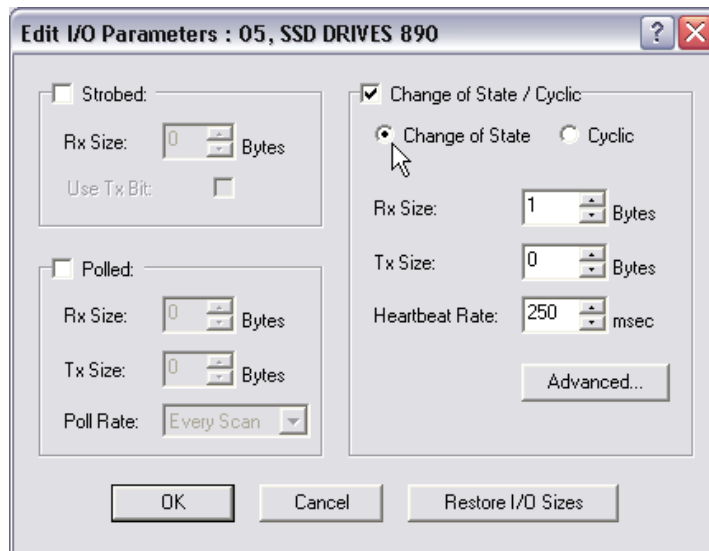 Edit I/O Parameters : 05, SSD DRIVES 890
Strobed:
Rx Size: 0 Bytes
Use Tx Bit:
Polled:
Rx Size: 0 Bytes
Tx Size: 0 Bytes
Poll Rate: Every Scan
Change of State / Cyclic
Change of State Cyclic
Rx Size: 1 Bytes
Tx Size: 0 Bytes
Heartbeat Rate: 250 msec
Advanced...
OK Cancel Restore I/O Sizes